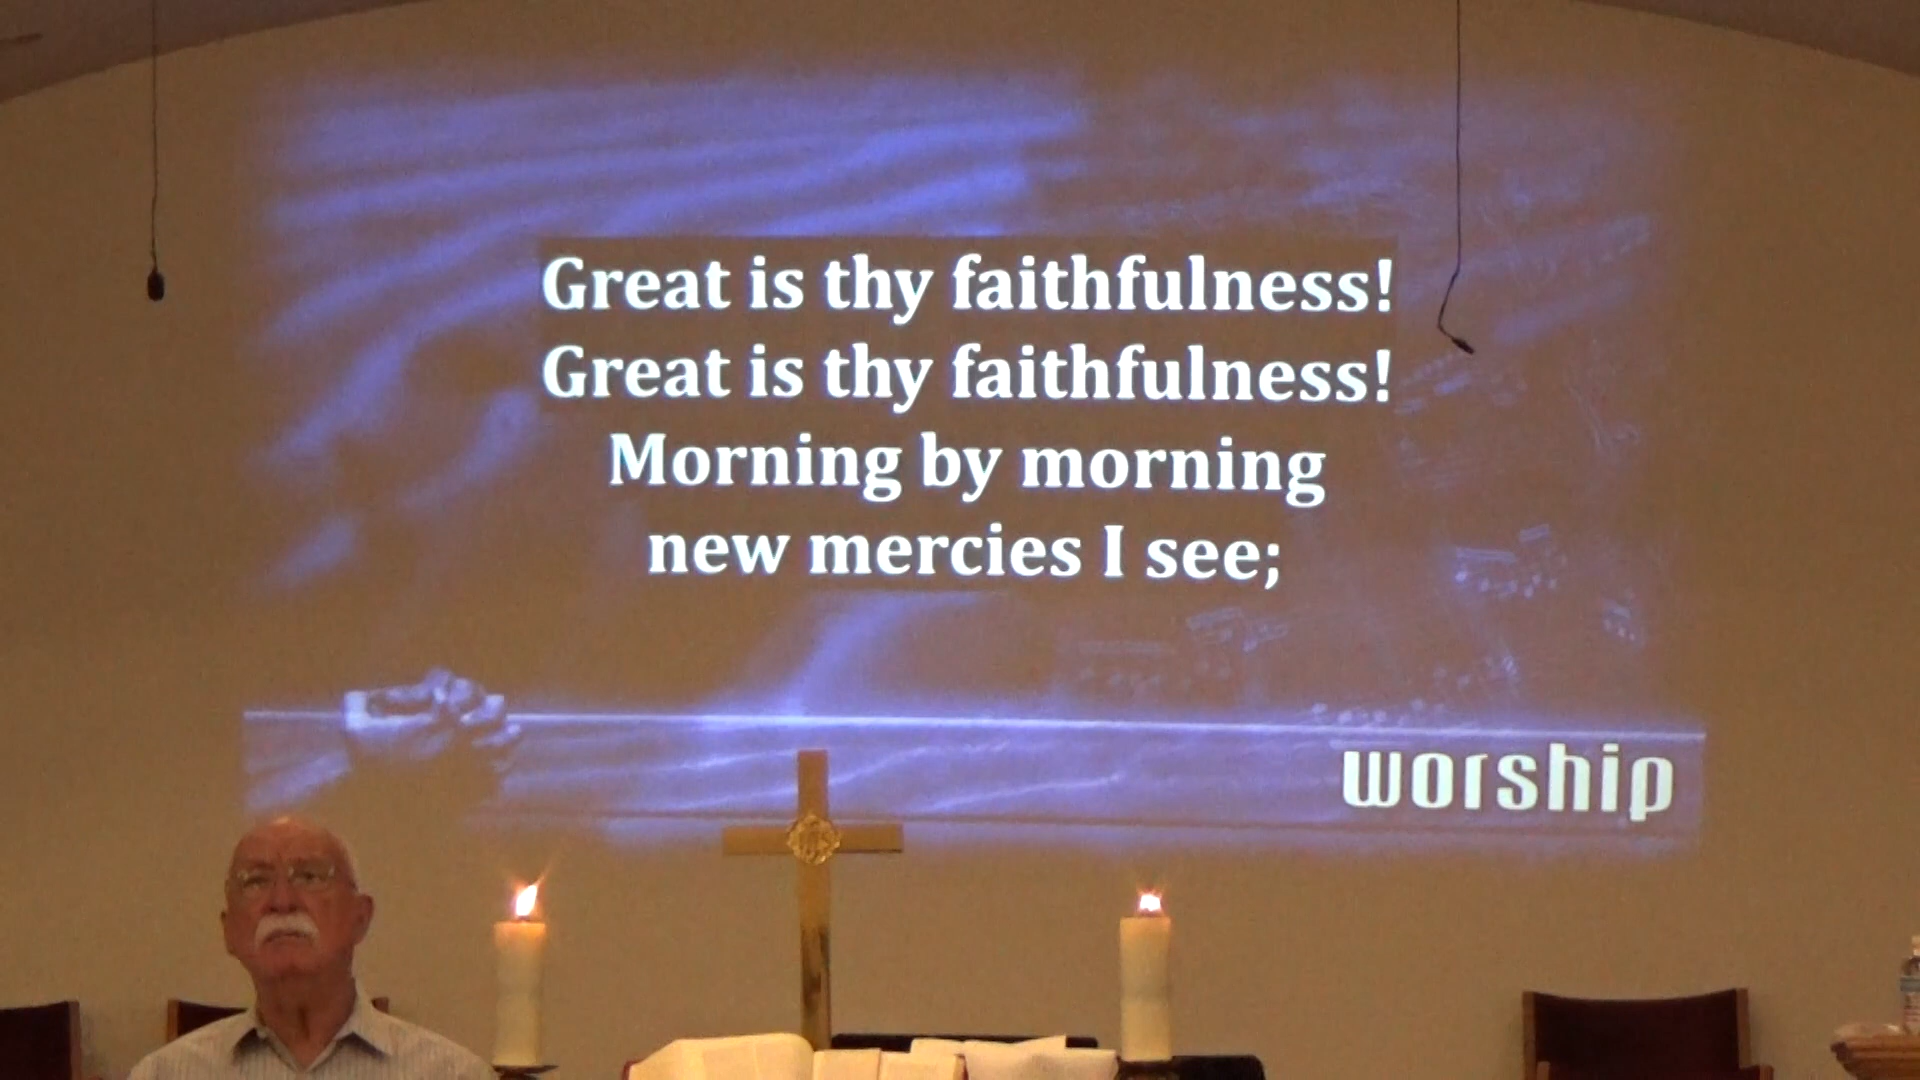 Great is thy faithfulness!
Great is thy faithfulness!
Morning by morning
new mercies I see;
worship